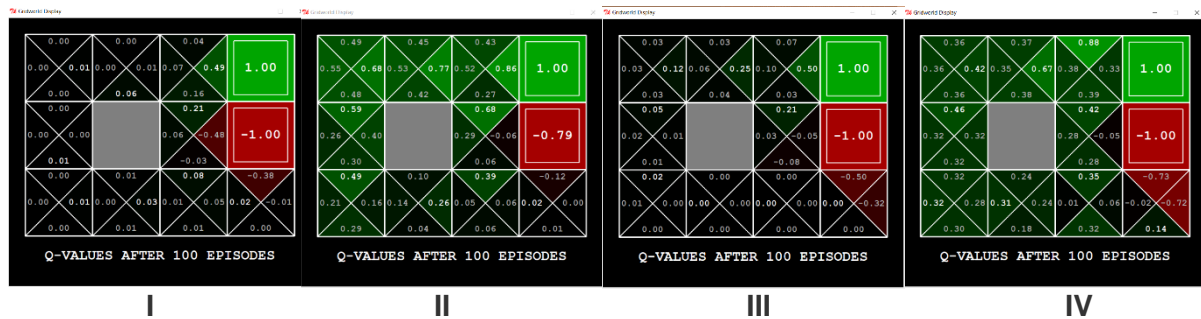 Gridworld Display
0.00 0.00 0.04
0.00 0.01 0.00 0.01 0.07 0.49 1.00
0.00 0.06 0.16
0.00 0.21
0.00 0.00 0.06 -0.48 -1.00
0.01 -0.03
0.00 0.01 0.08 -0.38
0.00 0.01 0.00 0.03 0.01 0.05 0.02 -0.01
0.00 0.01 0.01 0.00
Q-VALUES AFTER 100 EPISODES
I
Gridworld Display
0.49 0.45 0.43
0.55 0.68 0.53 0.77 0.52 0.86 1.00
0.48 0.42 0.27
0.59 0.68
0.26 0.40 0.29 -0.06 -0.79
0.30 0.06
0.49 0.10 0.39 -0.12
0.21 0.16 0.14 0.26 0.05 0.06 0.02 0.00
0.29 0.04 0.06 0.01
Q-VALUES AFTER 100 EPISODES
II
Gridworld Display
0.03 0.03 0.07
0.03 0.12 0.06 0.25 0.10 0.50 1.00
0.03 0.04 0.03
0.05 0.21
0.02 0.01 0.03 -0.05 -1.00
0.01 -0.08
0.02 0.00 0.00 -0.50
0.01 0.00 0.00 0.00 0.00 0.00 0.00 -0.32
0.00 0.00 0.00 0.00
Q-VALUES AFTER 100 EPISODES
III
Gridworld Display
0.36 0.37 0.88
0.36 0.42 0.35 0.67 0.38 0.33 1.00
0.36 0.38 0.39
0.46 0.42
0.32 0.32 0.28 -0.05 -1.00
0.32 0.28
0.32 0.24 0.35 -0.73
0.32 0.28 0.31 0.24 0.01 0.06 -0.02 -0.72
0.30 0.18 0.32 0.14
Q-VALUES AFTER 100 EPISODES
IV